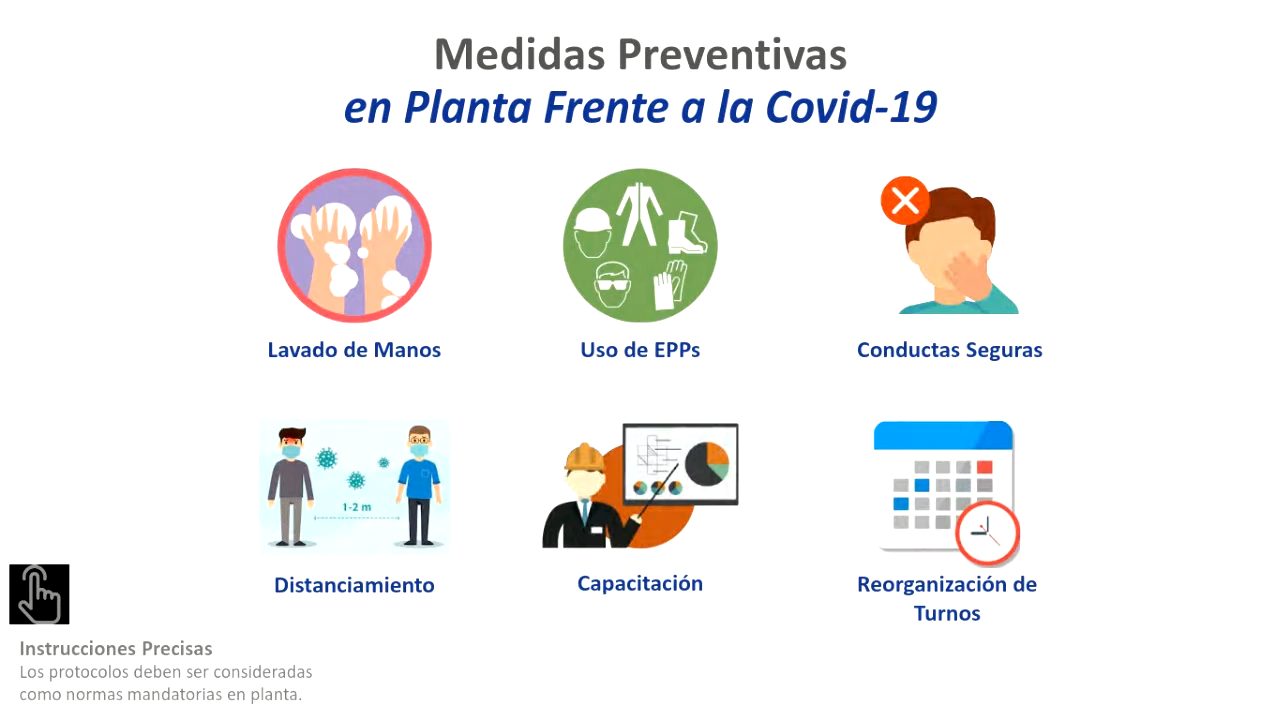 Medidas Preventivas
en Planta Frente a la Covid-19
Lavado de Manos
Uso de EPPs
Conductas Seguras
1-2 m
Distanciamiento
Capacitación
Reorganización de
Turnos
Instrucciones Precisas
Los protocolos deben ser consideradas
como normas mandatorias en planta.